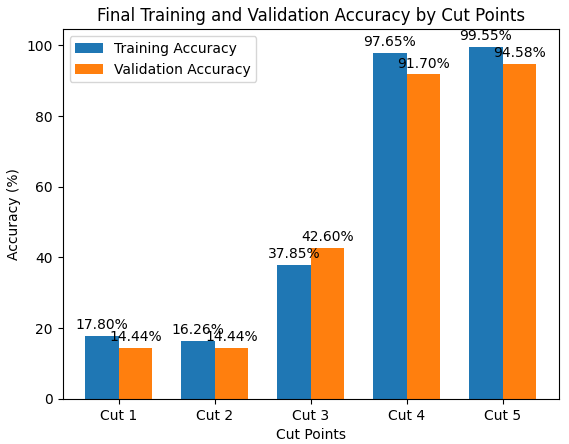 Final Training and Validation Accuracy by Cut Points
Training Accuracy
Validation Accuracy
Accuracy (%)
100
80
60
40
20
0
17.80%
14.44%
16.26%
14.44%
37.85%
42.60%
97.65%
91.70%
99.55%
94.58%
Cut 1
Cut 2
Cut 3
Cut 4
Cut 5
Cut Points